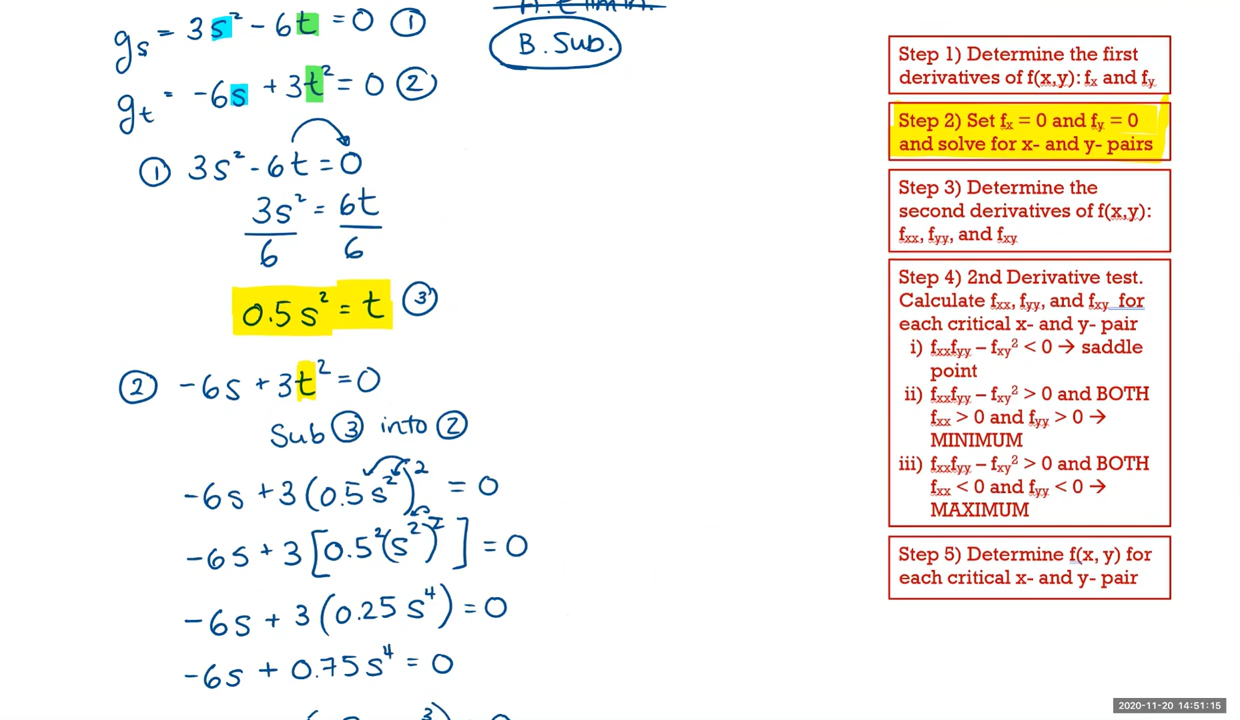 g_s = 3s² - 6t = 0 ①
g_t = -6s + 3t² = 0 ②
B. Sub.
① 3s² - 6t = 0
3s² = 6t
6 6
0.5s² = t ③
② -6s + 3t² = 0
Sub ③ into ②
-6s + 3(0.5s²)² = 0
-6s + 3[0.5²(s²)²] = 0
-6s + 3(0.25s⁴) = 0
-6s + 0.75s⁴ = 0
Step 1) Determine the first
derivatives of f(x,y): fx and fy
Step 2) Set fx = 0 and fy = 0
and solve for x- and y- pairs
Step 3) Determine the
second derivatives of f(x,y):
fxx, fyy, and fxy
Step 4) 2nd Derivative test.
Calculate fxx, fyy, and fxy for
each critical x- and y- pair
i) fxxfyy – fxy² < 0 → saddle
point
ii) fxxfyy – fxy² > 0 and BOTH
fxx > 0 and fyy > 0 →
MINIMUM
iii) fxxfyy – fxy² > 0 and BOTH
fxx < 0 and fyy < 0 →
MAXIMUM
Step 5) Determine f(x, y) for
each critical x- and y- pair
2020-11-20 14:51:15